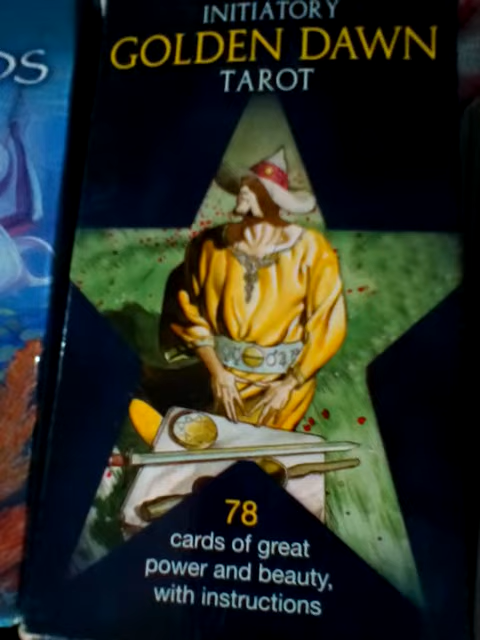 INITIATORY
GOLDEN DAWN
TAROT
78
cards of great
power and beauty,
with instructions